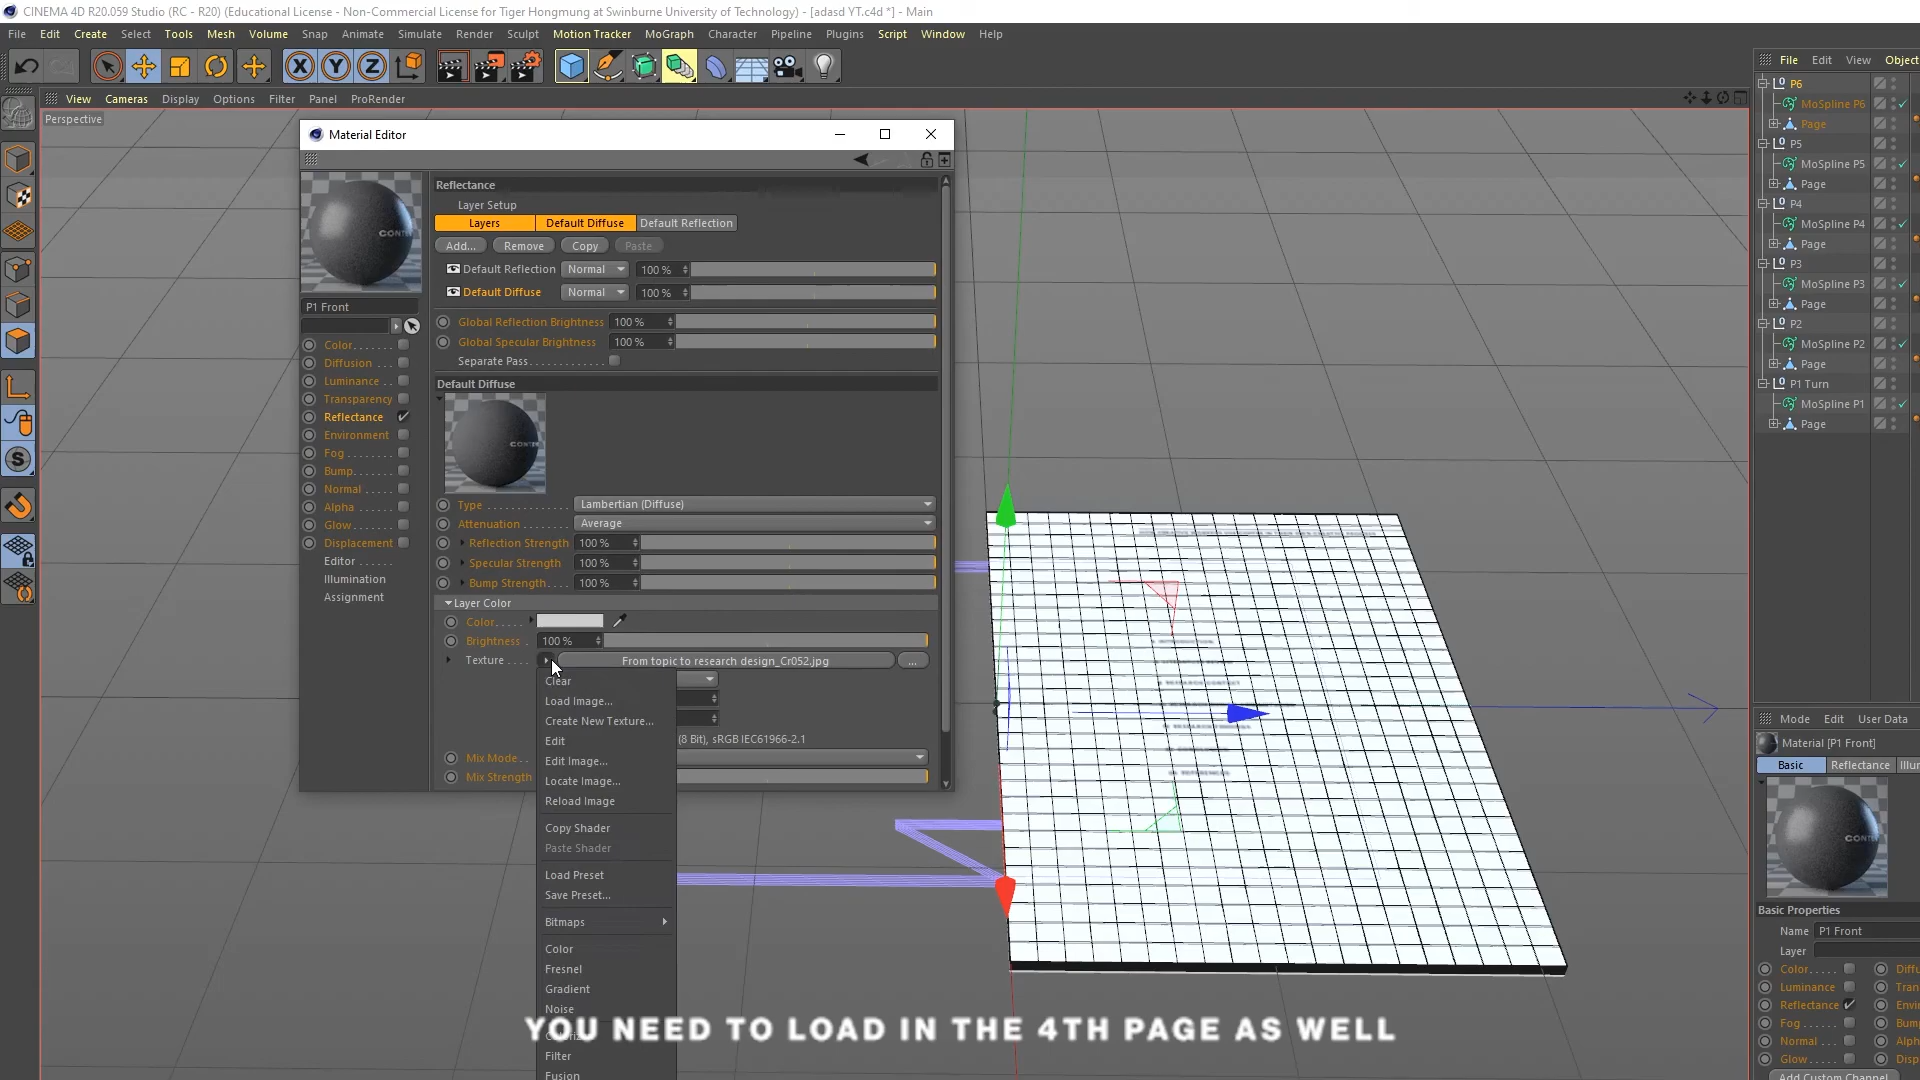 CINEMA 4D R20.059 Studio (RC - R20) (Educational License - Non-Commercial License for Tiger Hongmung at Swinburne University of Technology) - [adasd YT.c4d *] - Main
File Edit Create Select Tools Mesh Volume Snap Animate Simulate Render Sculpt Motion Tracker MoGraph Character Pipeline Plugins Script Window Help
View Cameras Display Options Filter Panel ProRender
Perspective
Material Editor
P1 Front
Color
Diffusion
Luminance
Transparency
Reflectance
Environment
Fog
Bump
Normal
Alpha
Glow
Displacement
Editor
Illumination
Assignment
Reflectance
Layer Setup
Layers Default Diffuse Default Reflection
Add... Remove Copy Paste
Default Reflection Normal 100 %
Default Diffuse Normal 100 %
Global Reflection Brightness 100 %
Global Specular Brightness 100 %
Separate Pass
Default Diffuse
Type Lambertian (Diffuse)
Attenuation Average
Reflection Strength 100 %
Specular Strength 100 %
Bump Strength 100 %
Layer Color
Color
Brightness 100 %
Texture From topic to research design_Cr052.jpg ...
(8 Bit), sRGB IEC61966-2.1
Mix Mode
Mix Strength
Clear
Load Image...
Create New Texture...
Edit
Edit Image...
Locate Image...
Reload Image
Copy Shader
Paste Shader
Load Preset
Save Preset...
Bitmaps
Color
Fresnel
Gradient
Noise
Filter
Fusion
YOU NEED TO LOAD IN THE 4TH PAGE AS WELL
File Edit View Object
P6
MoSpline P6
Page
P5
MoSpline P5
Page
P4
MoSpline P4
Page
P3
MoSpline P3
Page
P2
MoSpline P2
Page
P1 Turn
MoSpline P1
Page
Mode Edit User Data
Material [P1 Front]
Basic Reflectance Illu
Basic Properties
Name P1 Front
Layer
Color Diffu
Luminance Tran
Reflectance Envi
Fog Bump
Normal Alph
Glow Disp
Add Custom Channel